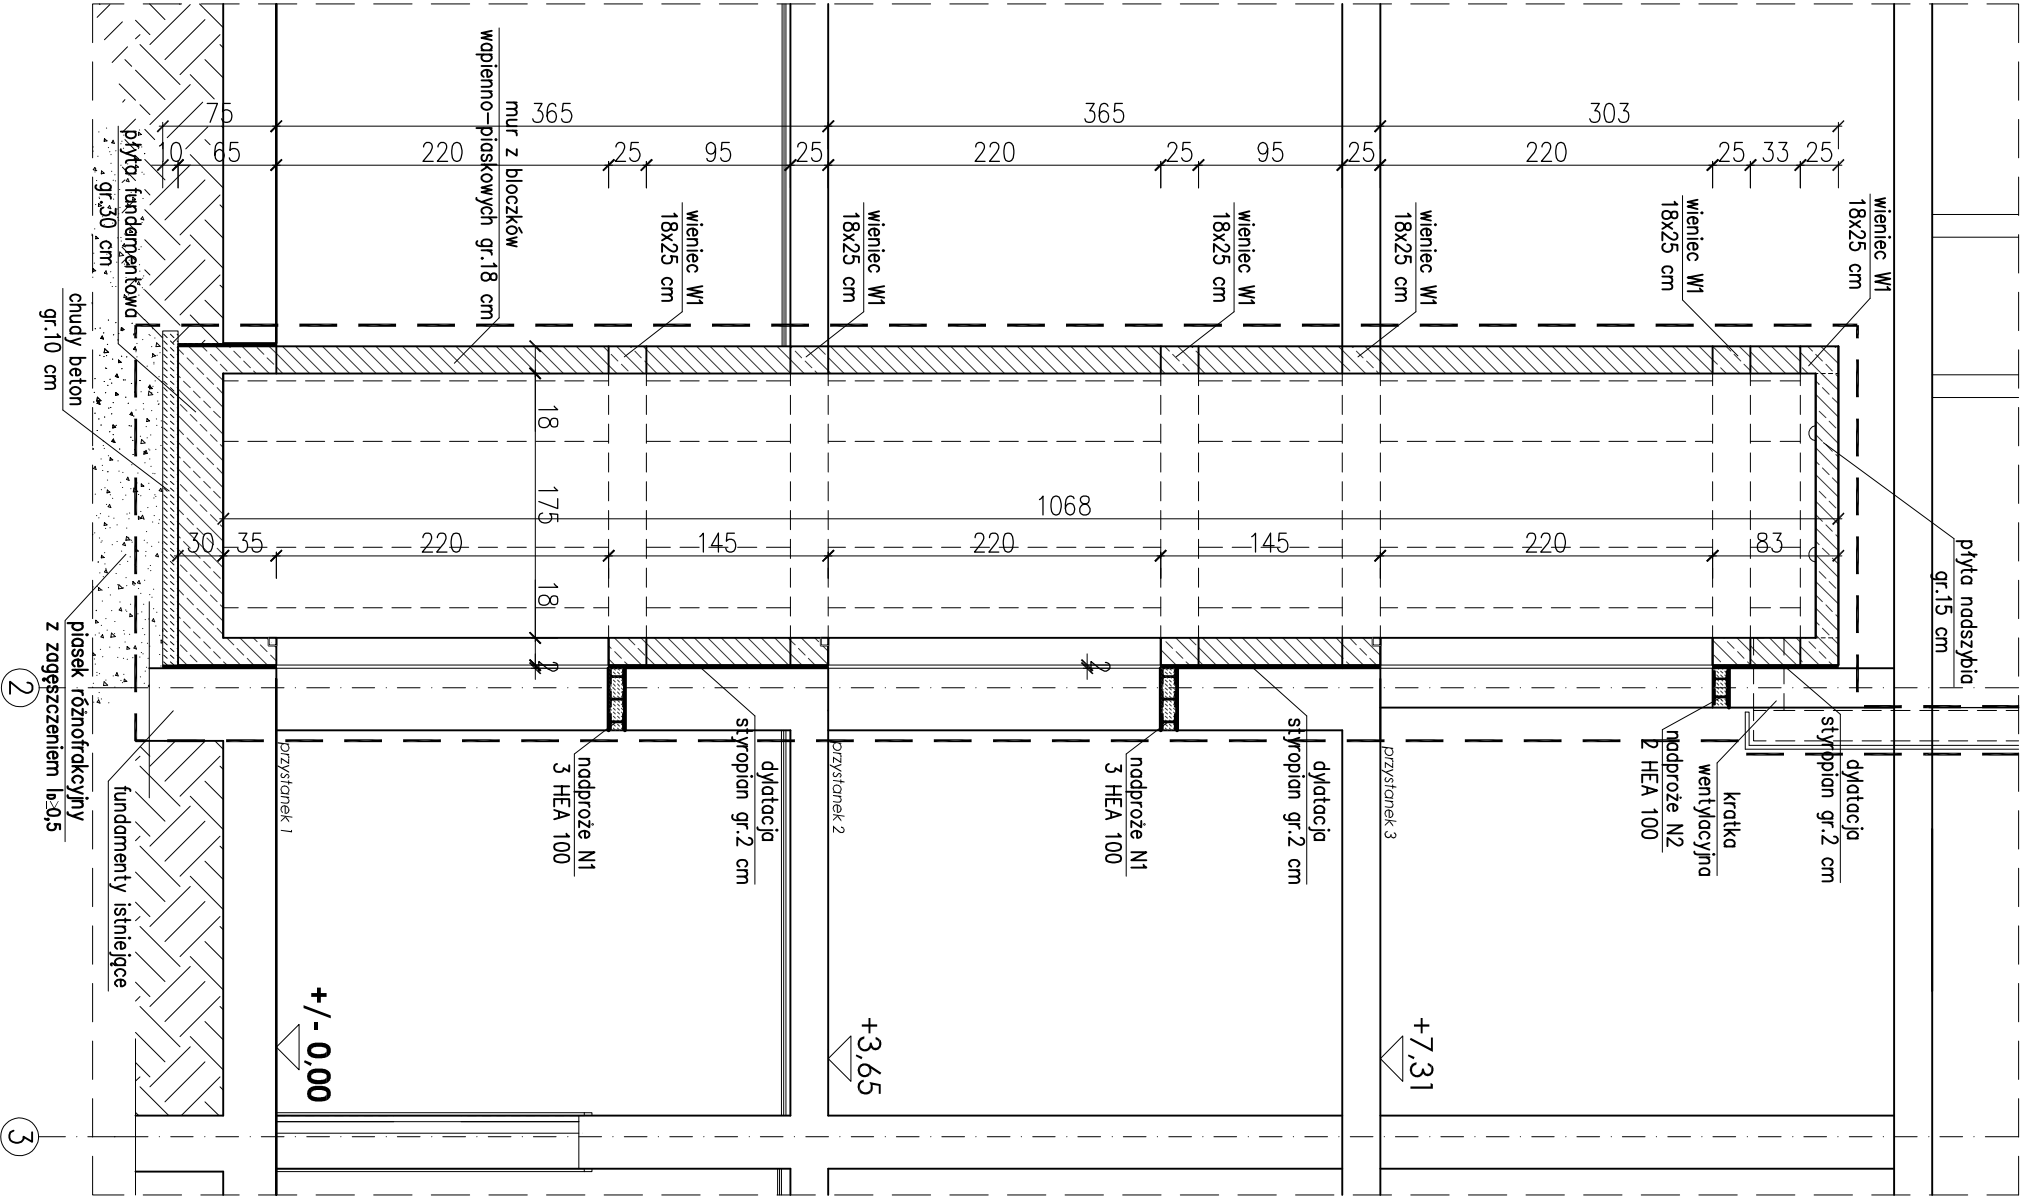 75
365
365
303
10
65
220
25
95
25
220
25
95
25
220
25
33
25
płyta fundamentowa
gr.30 cm
chudy beton
gr.10 cm
mur z bloczków
wapienno-piaskowych gr.18 cm
wieniec W1
18x25 cm
wieniec W1
18x25 cm
wieniec W1
18x25 cm
wieniec W1
18x25 cm
wieniec W1
18x25 cm
wieniec W1
18x25 cm
18
175
18
1068
30
35
220
145
220
145
220
83
2
2
płyta nadszybia
gr.15 cm
piasek różnofrakcyjny
z zagęszczeniem ID≥0,5
fundamenty istniejące
przystanek 1
nadproże N1
3 HEA 100
dylatacja
styropian gr.2 cm
przystanek 2
nadproże N1
3 HEA 100
dylatacja
styropian gr.2 cm
przystanek 3
nadproże N2
2 HEA 100
kratka
wentylacyjna
dylatacja
styropian gr.2 cm
+/- 0,00
+3,65
+7,31
2
3